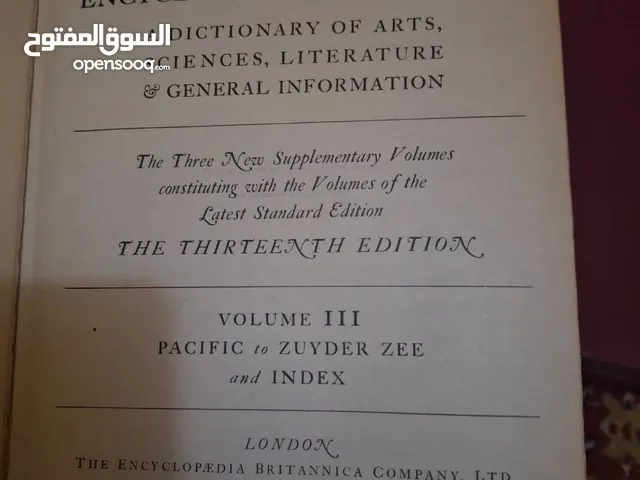 السوق المفتوح
opensooq.com
A DICTIONARY OF ARTS,
SCIENCES, LITERATURE
& GENERAL INFORMATION
The Three New Supplementary Volumes
constituting with the Volumes of the
Latest Standard Edition
THE THIRTEENTH EDITION
VOLUME III
PACIFIC to ZUYDER ZEE
and INDEX
LONDON
THE ENCYCLOPÆDIA BRITANNICA COMPANY, LTD